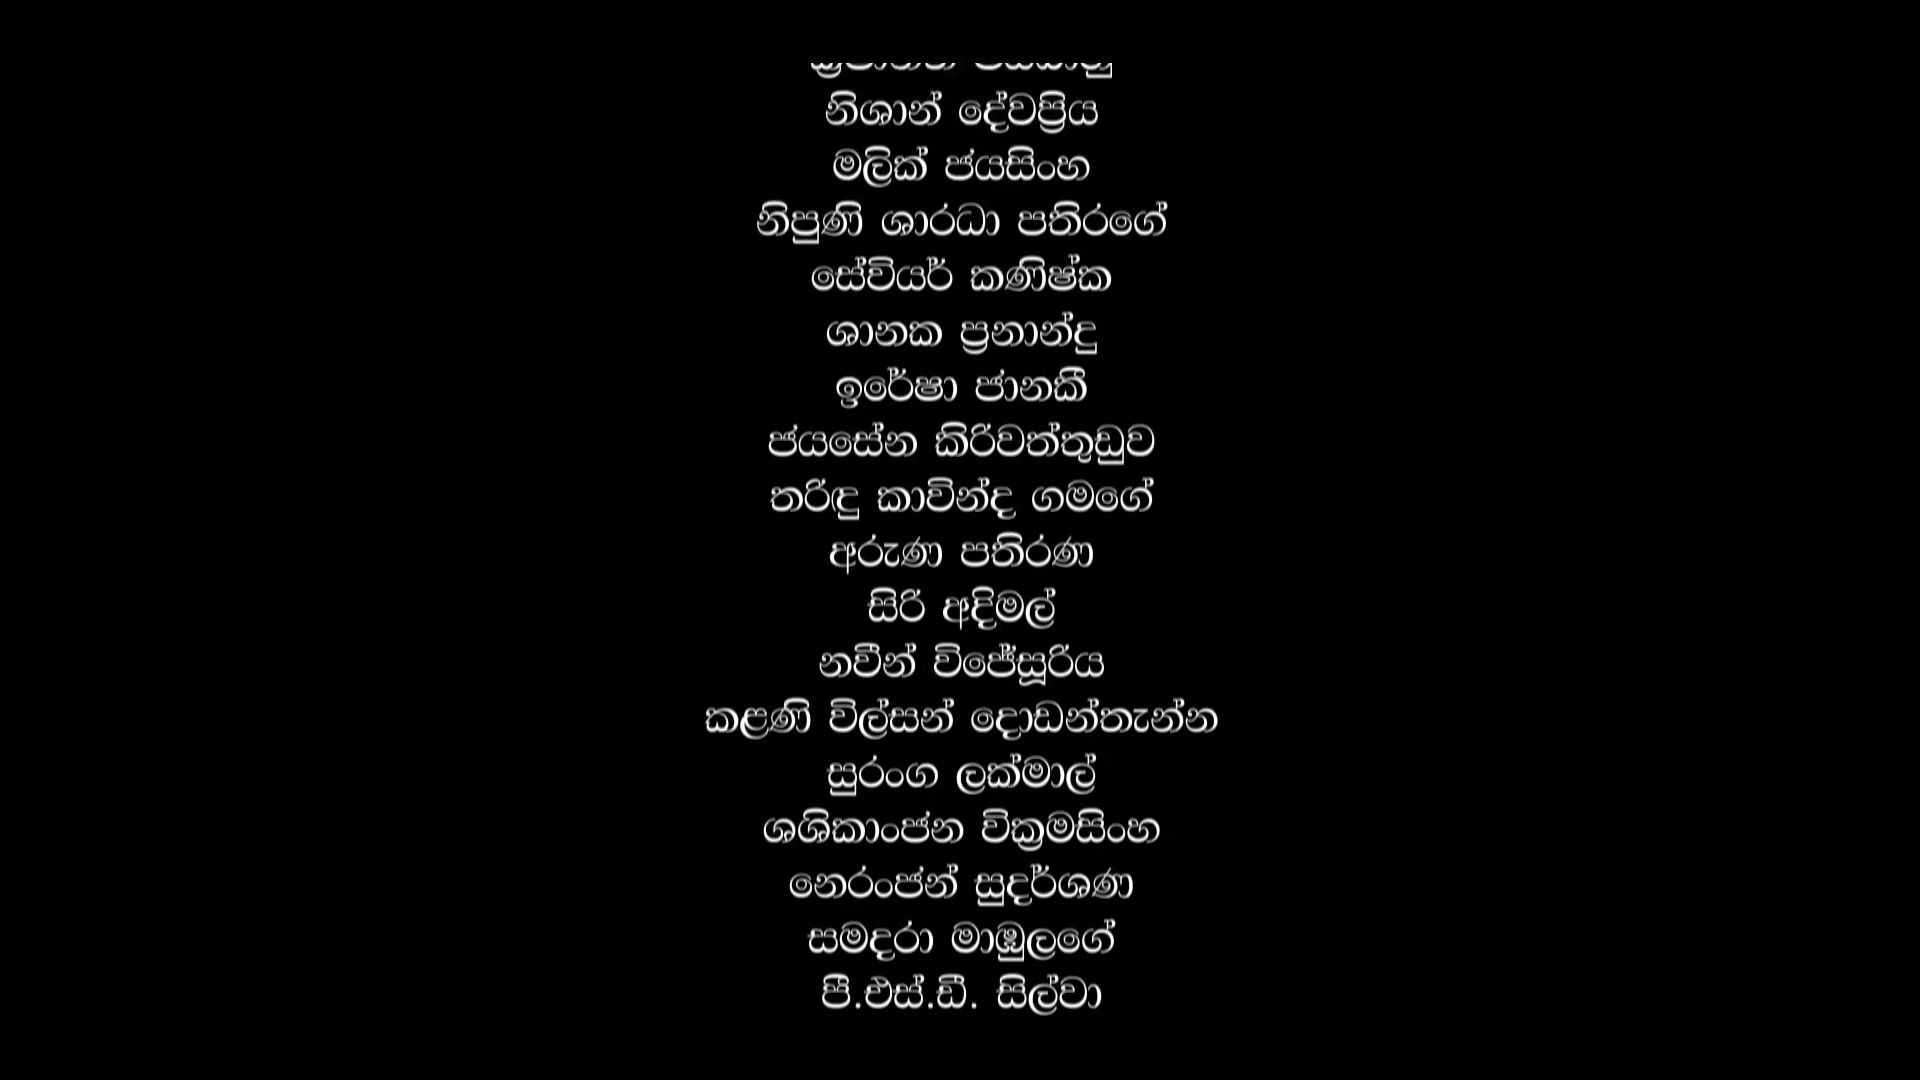 නිශාන් දේවප්‍රිය
මලික් ජයසිංහ
නිපුණි ශාරධා පතිරගේ
සේවියර් කණිෂ්ක
ශානක ප්‍රනාන්දු
ඉරේෂා ජානකී
ජයසේන කිරිවත්තුඩුව
තරිඳු කාවින්ද ගමගේ
අරුණ පතිරණ
සිරි අදිමල්
නවීන් විජේසූරිය
කළණි විල්සන් දොඩන්තැන්න
සුරංග ලක්මාල්
ශශිකාංජන වික්‍රමසිංහ
නෙරංජන් සුදර්ශණ
සමදරා මාඹුලගේ
පී.එස්.ඩී. සිල්වා